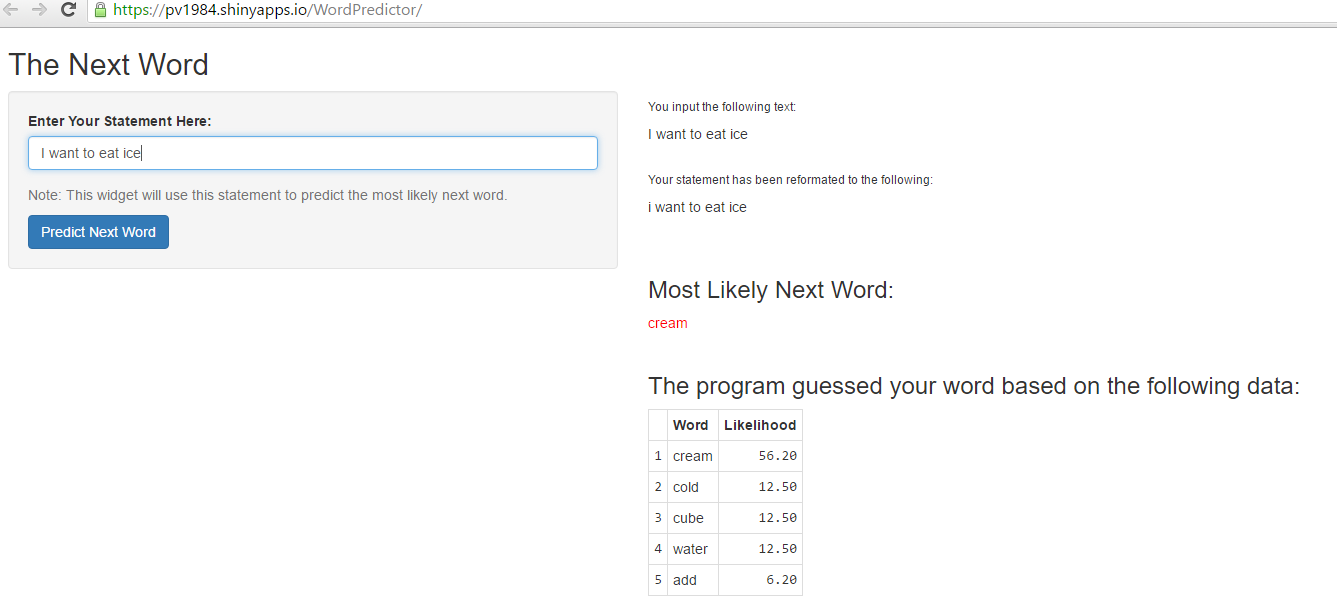 https://pv1984.shinyapps.io/WordPredictor/
The Next Word
Enter Your Statement Here:
I want to eat ice
Note: This widget will use this statement to predict the most likely next word.
Predict Next Word
You input the following text:
I want to eat ice
Your statement has been reformated to the following:
i want to eat ice
Most Likely Next Word:
cream
The program guessed your word based on the following data:
Word Likelihood
1 cream 56.20
2 cold 12.50
3 cube 12.50
4 water 12.50
5 add 6.20